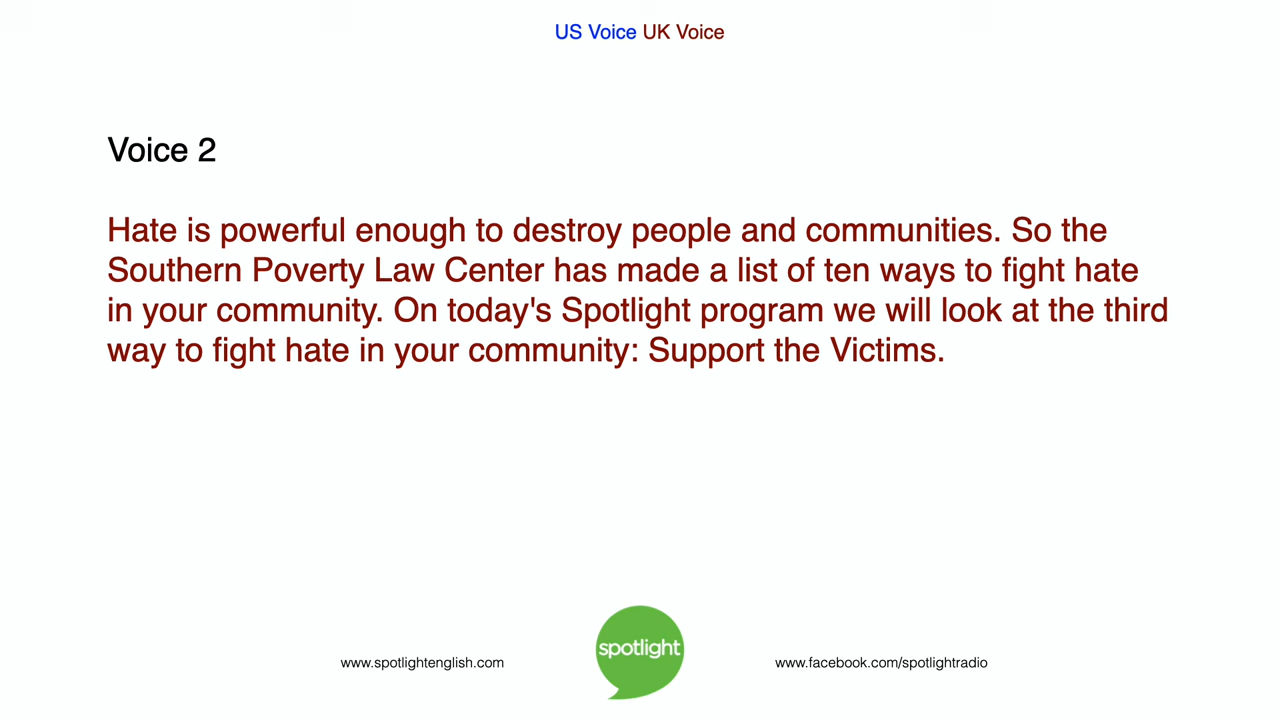 US Voice UK Voice
Voice 2
Hate is powerful enough to destroy people and communities. So the
Southern Poverty Law Center has made a list of ten ways to fight hate
in your community. On today's Spotlight program we will look at the third
way to fight hate in your community: Support the Victims.
spotlight
www.spotlightenglish.com
www.facebook.com/spotlightradio